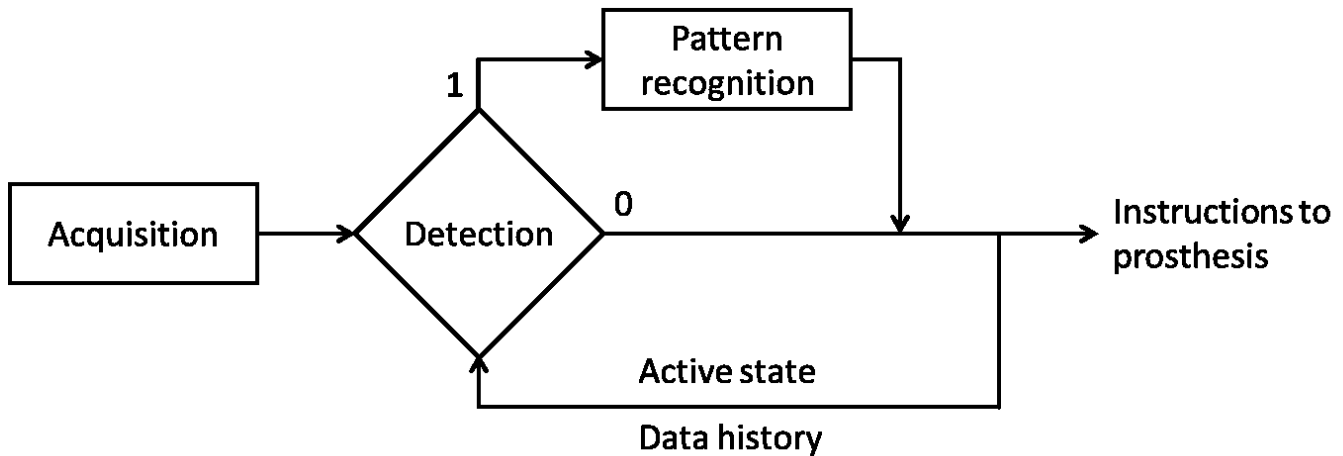 Pattern
recognition
1
0
Acquisition
Detection
Instructions to
prosthesis
Active state
Data history